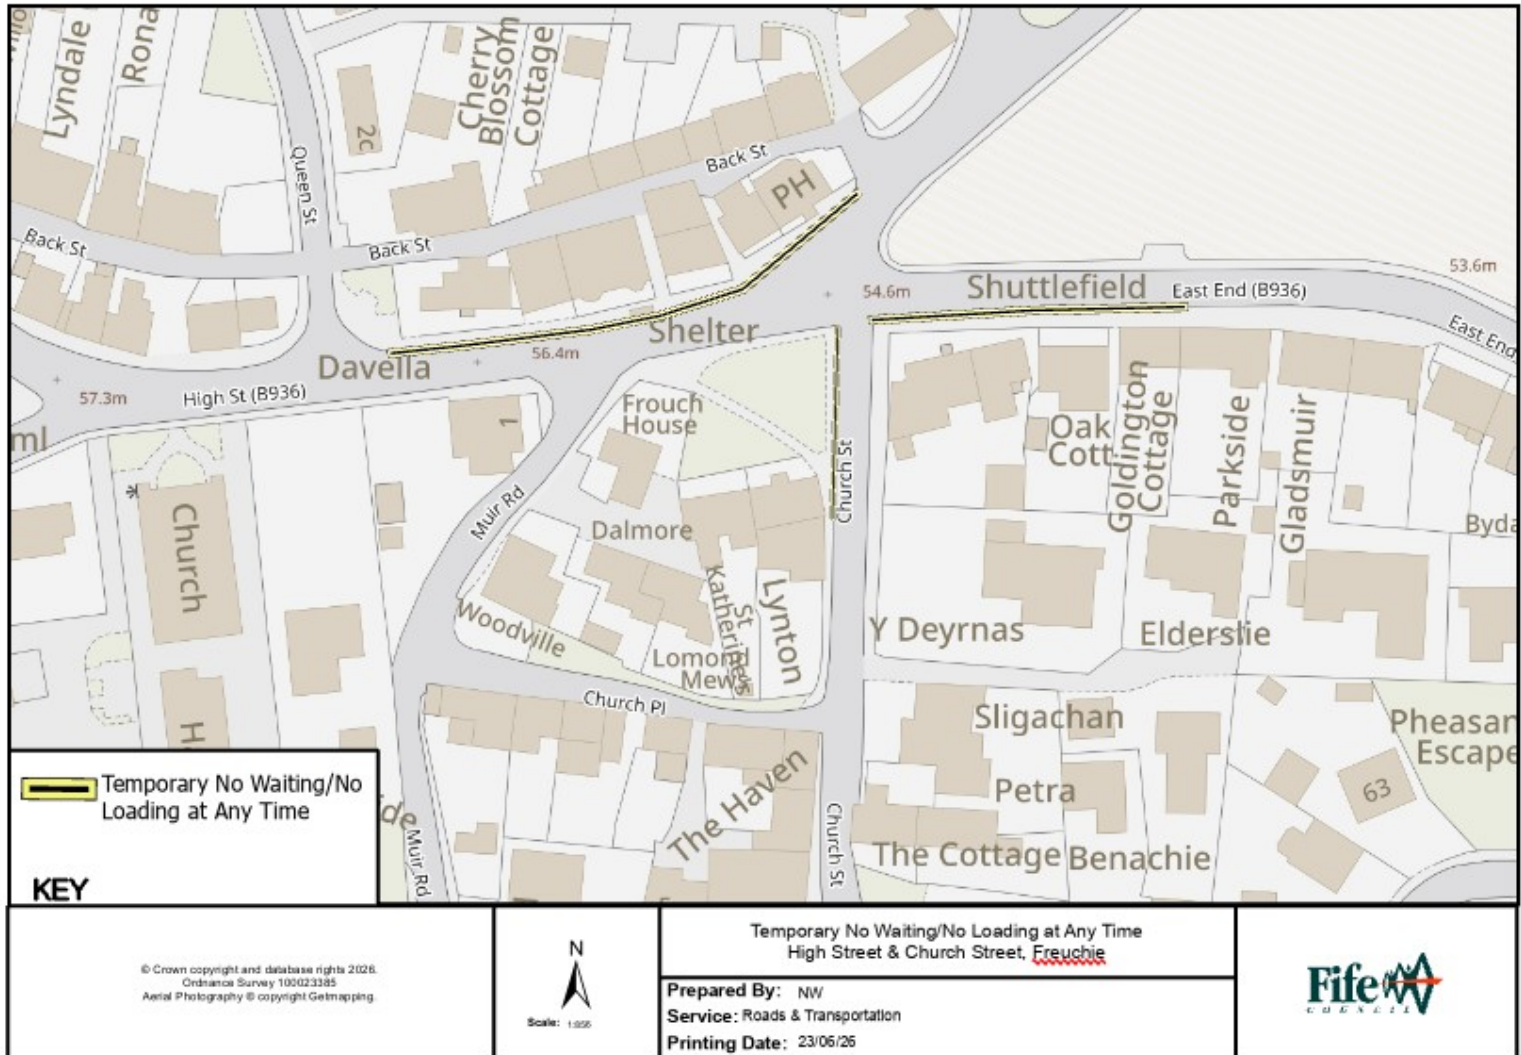 Lyndale
Rona
Cherry
Blossom
Cottage
2c
Queen St
Back St
PH
Back St
Back St
53.6m
Shuttlefield
54.6m
East End (B936)
Shelter
East End
56.4m
Davella
57.3m
High St (B936)
Frouch
House
1
ml
Oak
Cott
Goldington
Cottage
Parkside
Gladsmuir
Church St
Muir Rd
Church
Dalmore
Byda
St
Katherine's
Lynton
Woodville
Y Deyrnas
Elderslie
Lomond
Mews
Church Pl
Sligachan
Pheasan
Escape
H
The Haven
Petra
63
de
Muir Rd
Church St
The Cottage
Benachie
Temporary No Waiting/No
Loading at Any Time
KEY
© Crown copyright and database rights 2026.
Ordnance Survey 100023385
Aerial Photography © copyright Getmapping.
N
Scale:
Temporary No Waiting/No Loading at Any Time
High Street & Church Street, Freuchie
Prepared By: NW
Service: Roads & Transportation
Printing Date: 23/06/26
Fife
COUNCIL